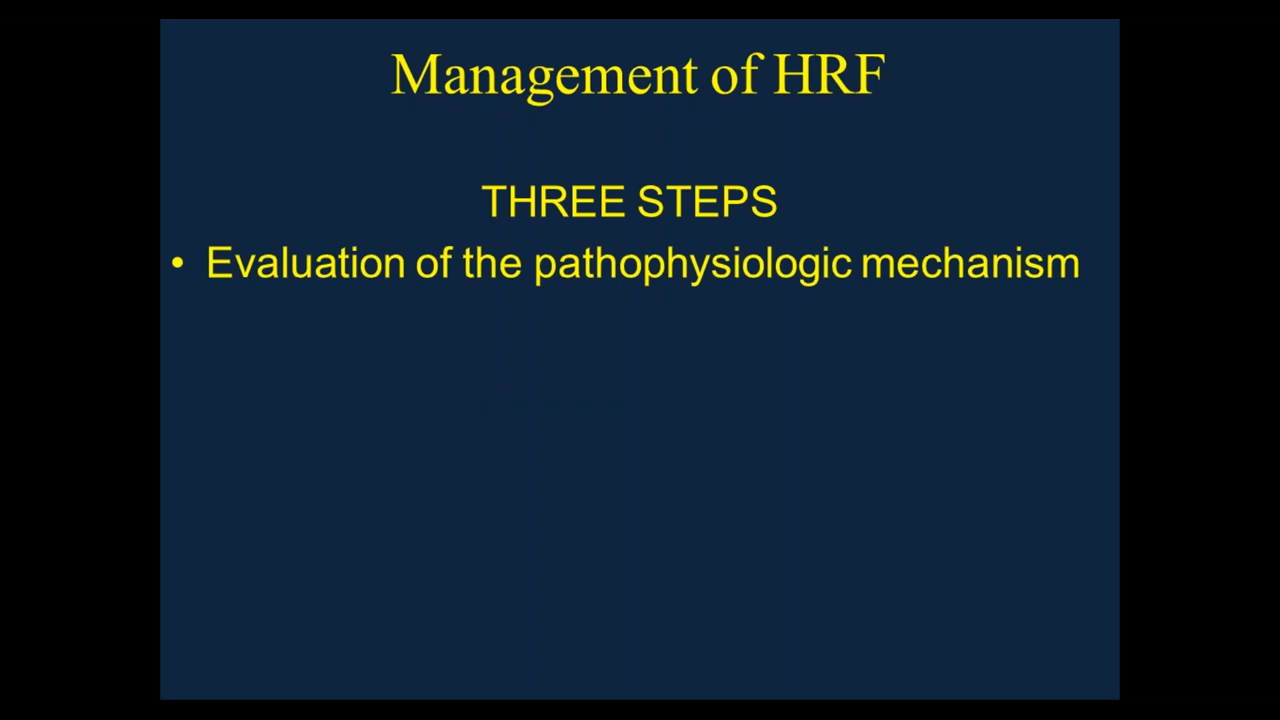 Management of HRF
THREE STEPS
• Evaluation of the pathophysiologic mechanism